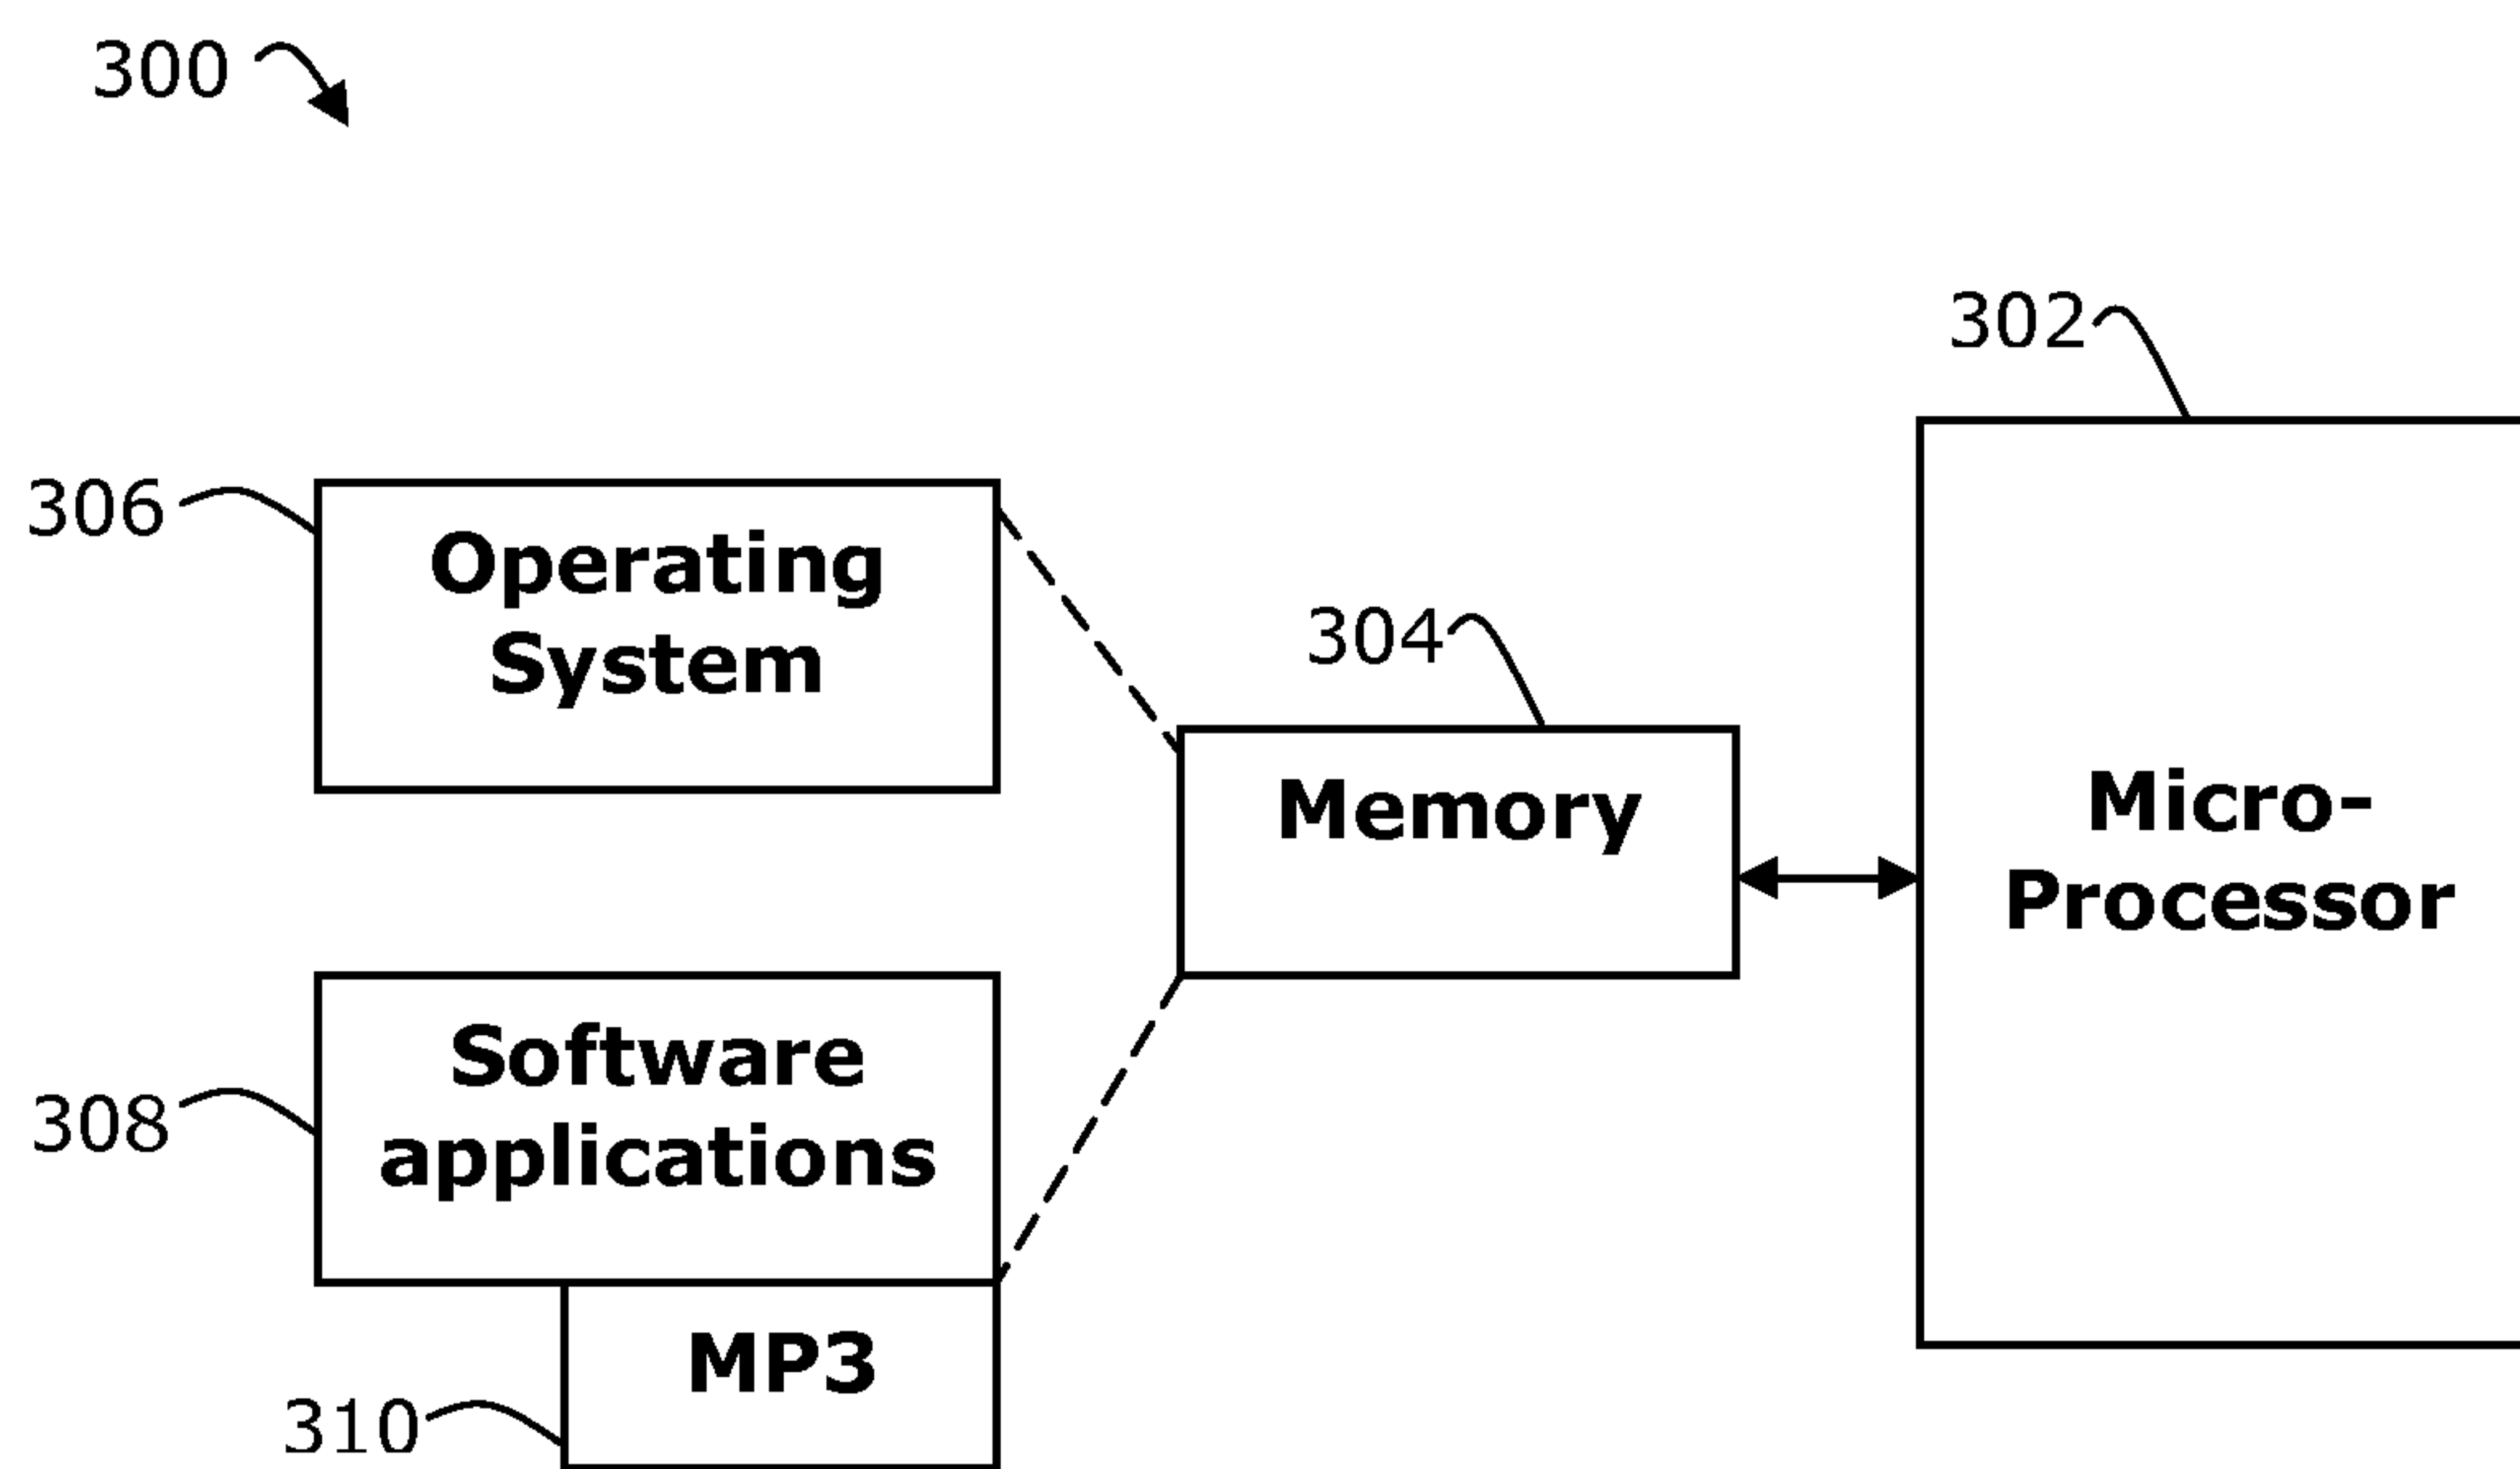 300
302
306
Operating
System
304
Memory
Micro-
Processor
Software
applications
308
MP3
310